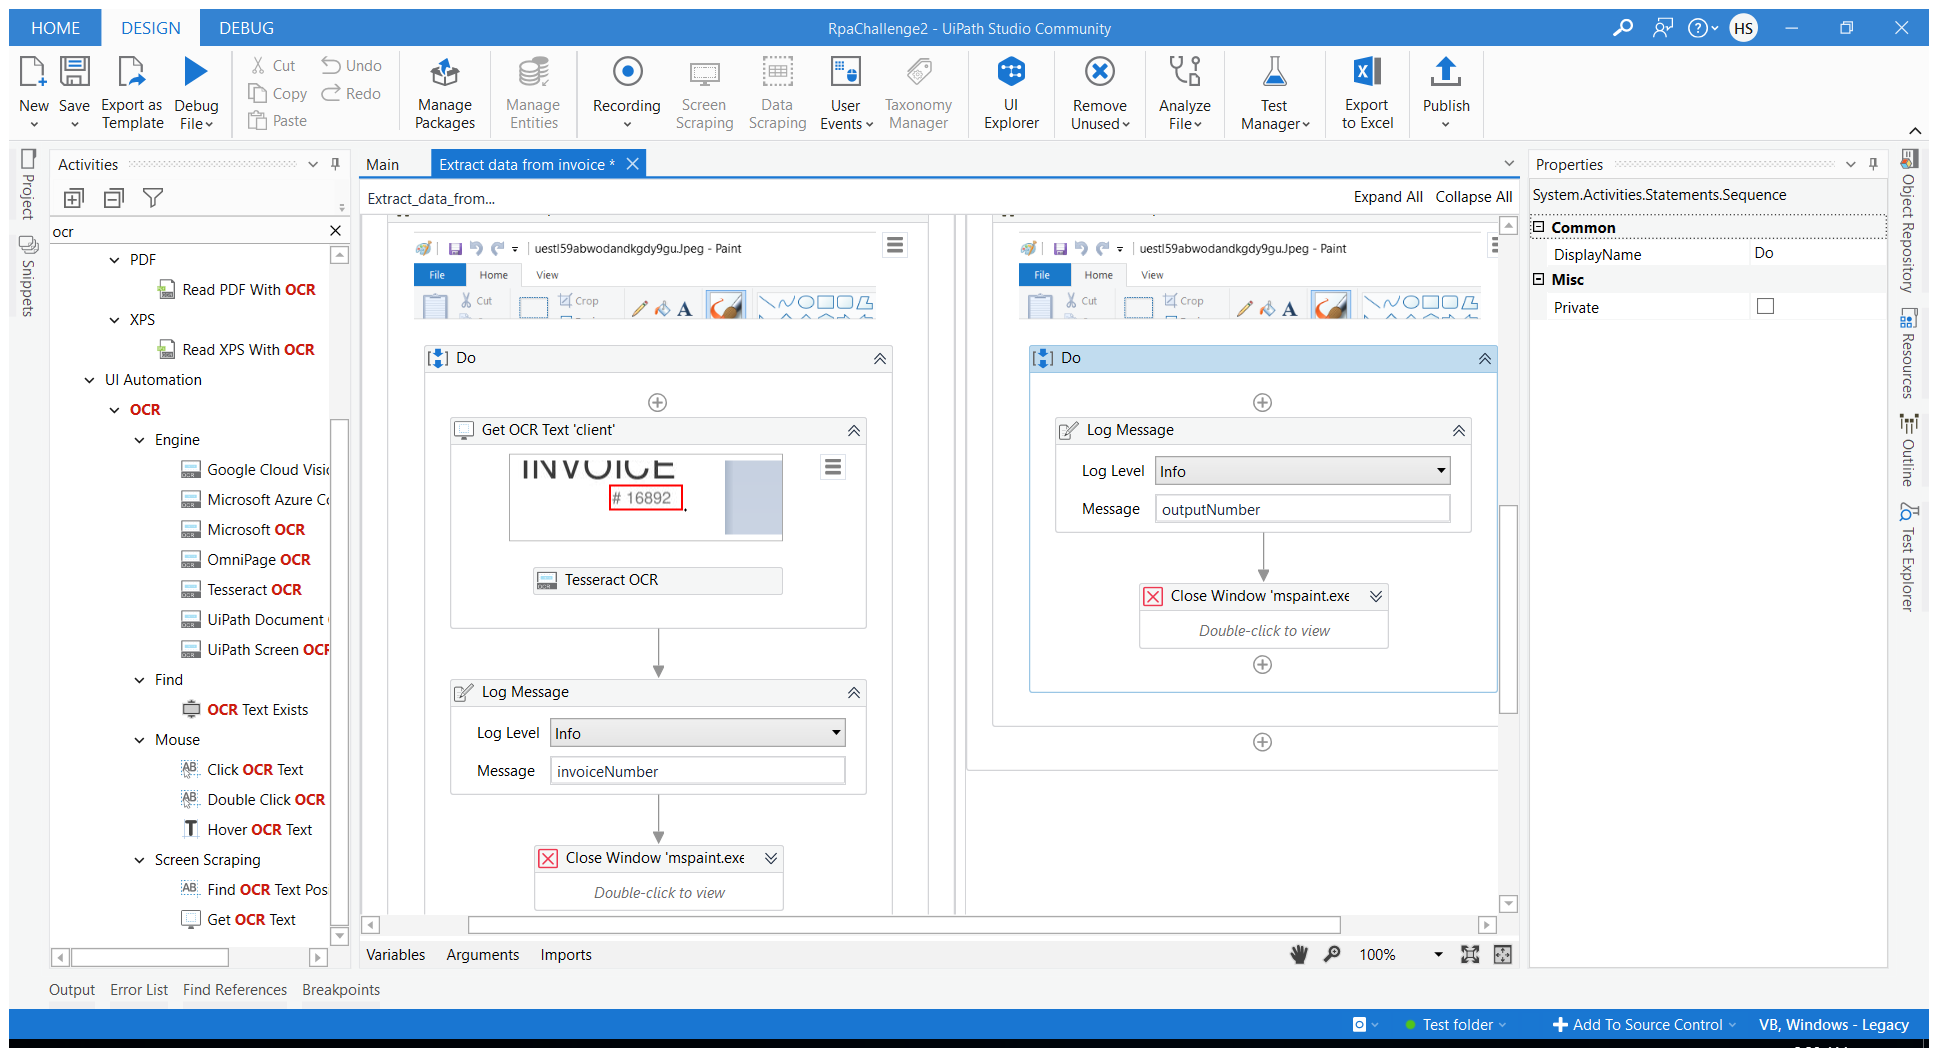 HOME DESIGN DEBUG
RpaChallenge2 - UiPath Studio Community
HS
New
Save
Export as Template
Debug File
Cut
Copy
Paste
Undo
Redo
Manage Packages
Manage Entities
Recording
Screen Scraping
Data Scraping
User Events
Taxonomy Manager
UI Explorer
Remove Unused
Analyze File
Test Manager
Export to Excel
Publish
Project
Snippets
Activities
ocr
PDF
Read PDF With OCR
XPS
Read XPS With OCR
UI Automation
OCR
Engine
Google Cloud Visi
Microsoft Azure Co
Microsoft OCR
OmniPage OCR
Tesseract OCR
UiPath Document
UiPath Screen OCR
Find
OCR Text Exists
Mouse
Click OCR Text
Double Click OCR
Hover OCR Text
Screen Scraping
Find OCR Text Pos
Get OCR Text
Main
Extract data from invoice *
Extract_data_from...
Expand All Collapse All
uestl59abwodandkgdy9gu.Jpeg - Paint
File Home View
Cut
Crop
Do
Get OCR Text 'client'
INVOICE
# 16892
Tesseract OCR
Log Message
Log Level Info
Message invoiceNumber
Close Window 'mspaint.exe
Double-click to view
uestl59abwodandkgdy9gu.Jpeg - Paint
File Home View
Cut
Crop
Do
Log Message
Log Level Info
Message outputNumber
Close Window 'mspaint.exe
Double-click to view
Variables Arguments Imports
100%
Properties
System.Activities.Statements.Sequence
Common
DisplayName Do
Misc
Private
Object Repository
Resources
Outline
Test Explorer
Output Error List Find References Breakpoints
Test folder
Add To Source Control
VB, Windows - Legacy